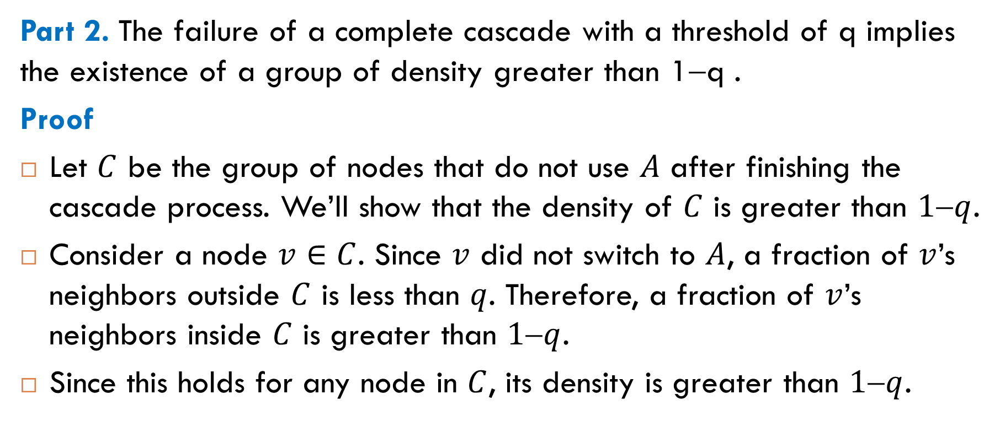 Part 2. The failure of a complete cascade with a threshold of q implies
the existence of a group of density greater than 1–q .
Proof
□ Let C be the group of nodes that do not use A after finishing the
cascade process. We’ll show that the density of C is greater than 1–q.
□ Consider a node v ∈ C. Since v did not switch to A, a fraction of v’s
neighbors outside C is less than q. Therefore, a fraction of v’s
neighbors inside C is greater than 1–q.
□ Since this holds for any node in C, its density is greater than 1–q.